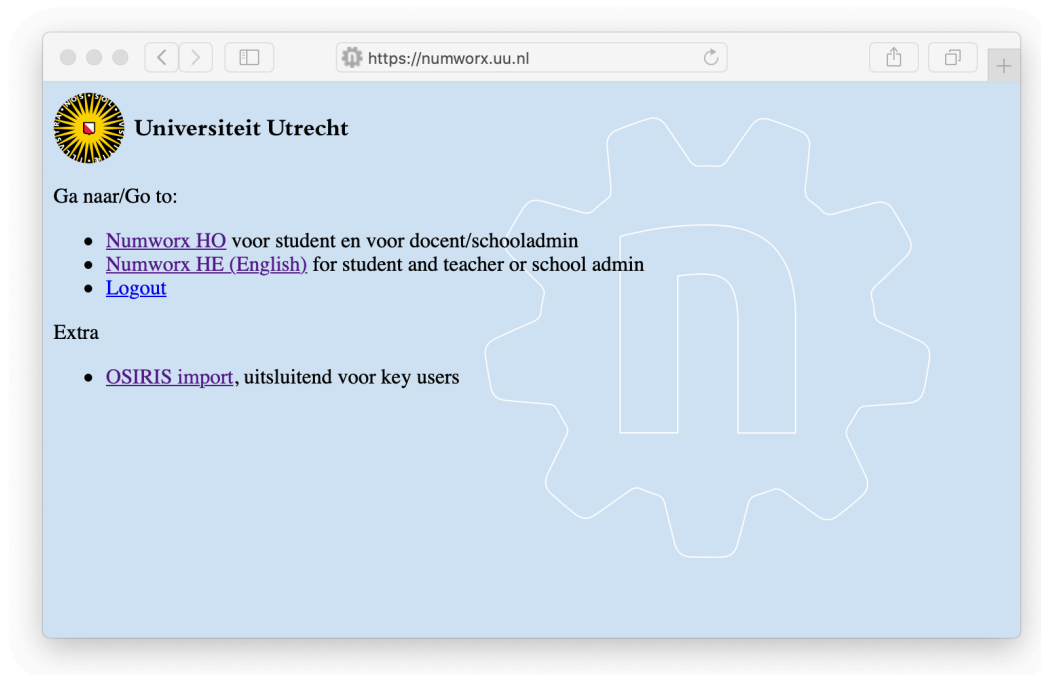 https://numworx.uu.nl
Universiteit Utrecht
Ga naar/Go to:
Numworx HO voor student en voor docent/schooladmin
Numworx HE (English) for student and teacher or school admin
Logout
Extra
OSIRIS import, uitsluitend voor key users
n